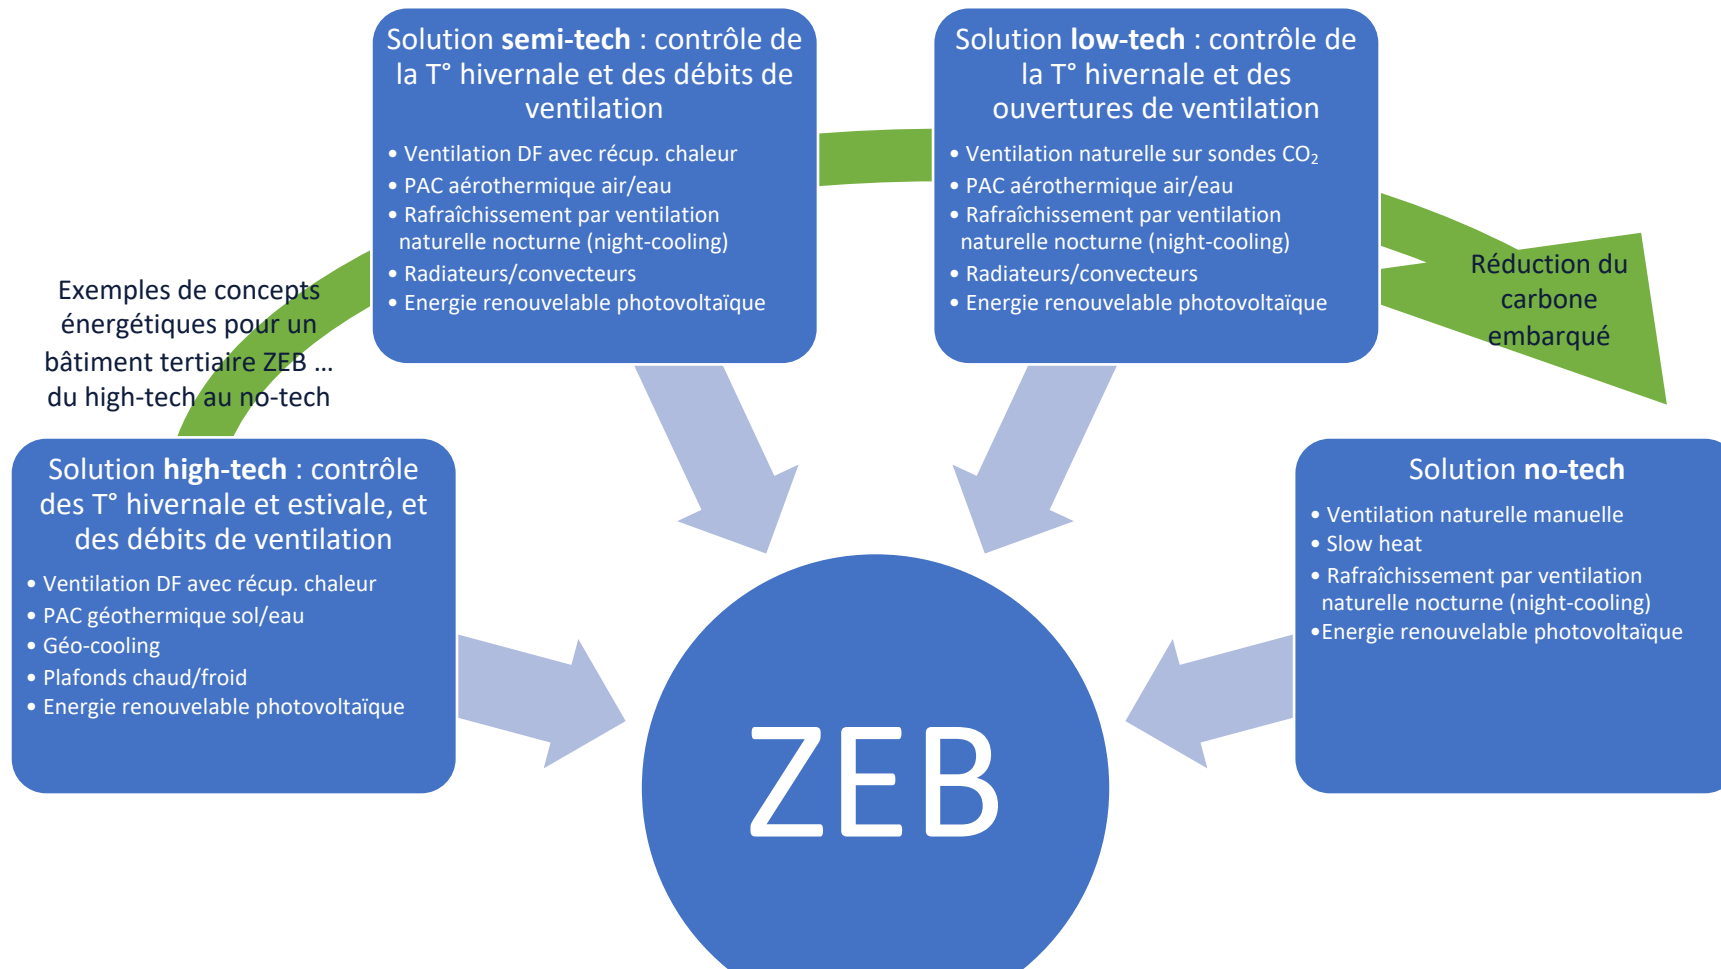 Exemples de concepts
énergétiques pour un
bâtiment tertiaire ZEB ...
du high-tech au no-tech
Solution high-tech : contrôle
des T° hivernale et estivale, et
des débits de ventilation
• Ventilation DF avec récup. chaleur
• PAC géothermique sol/eau
• Géo-cooling
• Plafonds chaud/froid
• Energie renouvelable photovoltaïque
Solution semi-tech : contrôle de
la T° hivernale et des débits de
ventilation
• Ventilation DF avec récup. chaleur
• PAC aérothermique air/eau
• Rafraîchissement par ventilation
naturelle nocturne (night-cooling)
• Radiateurs/convecteurs
• Energie renouvelable photovoltaïque
Solution low-tech : contrôle de
la T° hivernale et des
ouvertures de ventilation
• Ventilation naturelle sur sondes CO₂
• PAC aérothermique air/eau
• Rafraîchissement par ventilation
naturelle nocturne (night-cooling)
• Radiateurs/convecteurs
• Energie renouvelable photovoltaïque
Réduction du
carbone
embarqué
Solution no-tech
• Ventilation naturelle manuelle
• Slow heat
• Rafraîchissement par ventilation
naturelle nocturne (night-cooling)
•Energie renouvelable photovoltaïque
ZEB